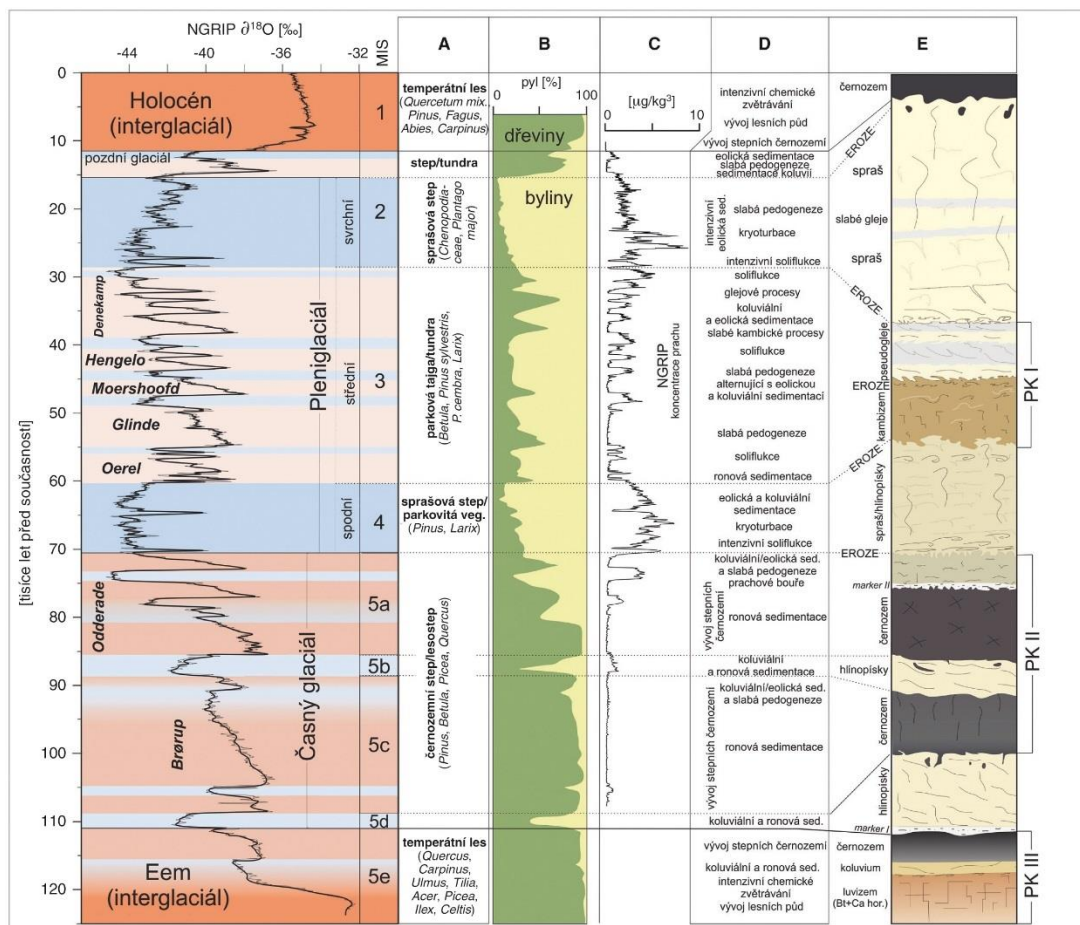 NGRIP ∂¹⁸O [‰]
-44 -40 -36 -32
MIS
A
B
C
D
E
[tisíce let před současností]
0
10
20
30
40
50
60
70
80
90
100
110
120
Holocén
(interglaciál)
pozdní glaciál
Denekamp
Hengelo
Moershoofd
Glinde
Oerel
Odderade
Brørup
Eem
(interglaciál)
Pleniglaciál
svrchní
střední
spodní
Časný glaciál
1
2
3
4
5a
5b
5c
5d
5e
temperátní les
(Quercetum mix.
Pinus, Fagus,
Abies, Carpinus)
step/tundra
sprašová step
(Chenopodia-
ceae, Plantago
major)
parková tajga/tundra
(Betula, Pinus sylvestris,
P. cembra, Larix)
sprašová step/
parkovitá veg.
(Pinus, Larix)
černozemní step/lesostep
(Pinus, Betula, Picea, Quercus)
temperátní les
(Quercus,
Carpinus,
Ulmus, Tilia,
Acer, Picea,
Ilex, Celtis)
pyl [%]
0 100
dřeviny
byliny
[µg/kg³]
0 10
NGRIP
koncentrace prachu
intenzivní chemické
zvětrávání
vývoj lesních půd
vývoj stepních černozemí
eolická sedimentace
slabá pedogeneze
sedimentace koluvií
intenzivní
eolická sed.
slabá pedogeneze
kryoturbace
intenzivní soliflukce
soliflukce
glejové procesy
koluviální
a eolická sedimentace
slabé kambické procesy
soliflukce
slabá pedogeneze
alternující s eolickou
a koluviální sedimentací
slabá pedogeneze
soliflukce
ronová sedimentace
eolická a koluviální
sedimentace
kryoturbace
intenzivní soliflukce
koluviální/eolická sed.
a slabá pedogeneze
prachové bouře
vývoj stepních
černozemí
ronová sedimentace
koluviální
a ronová sedimentace
koluviální/eolická sed.
a slabá pedogeneze
vývoj stepních černozemí
ronová sedimentace
koluviální a ronová sed.
vývoj stepních černozemí
koluviální a ronová sed.
intenzivní chemické
zvětrávání
vývoj lesních půd
černozem
EROZE
spraš
slabé gleje
spraš
EROZE
pseudogleje
EROZE
kambizem
EROZE
spraš/hlinopísky
EROZE
marker II
černozem
hlinopísky
černozem
hlinopísky
marker I
černozem
koluvium
luvizem
(Bt+Ca hor.)
PK I
PK II
PK III